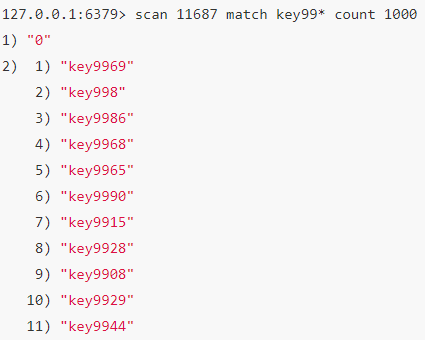 127.0.0.1:6379> scan 11687 match key99* count 1000
1) "0"
2)  1) "key9969"
    2) "key998"
    3) "key9986"
    4) "key9968"
    5) "key9965"
    6) "key9990"
    7) "key9915"
    8) "key9928"
    9) "key9908"
   10) "key9929"
   11) "key9944"